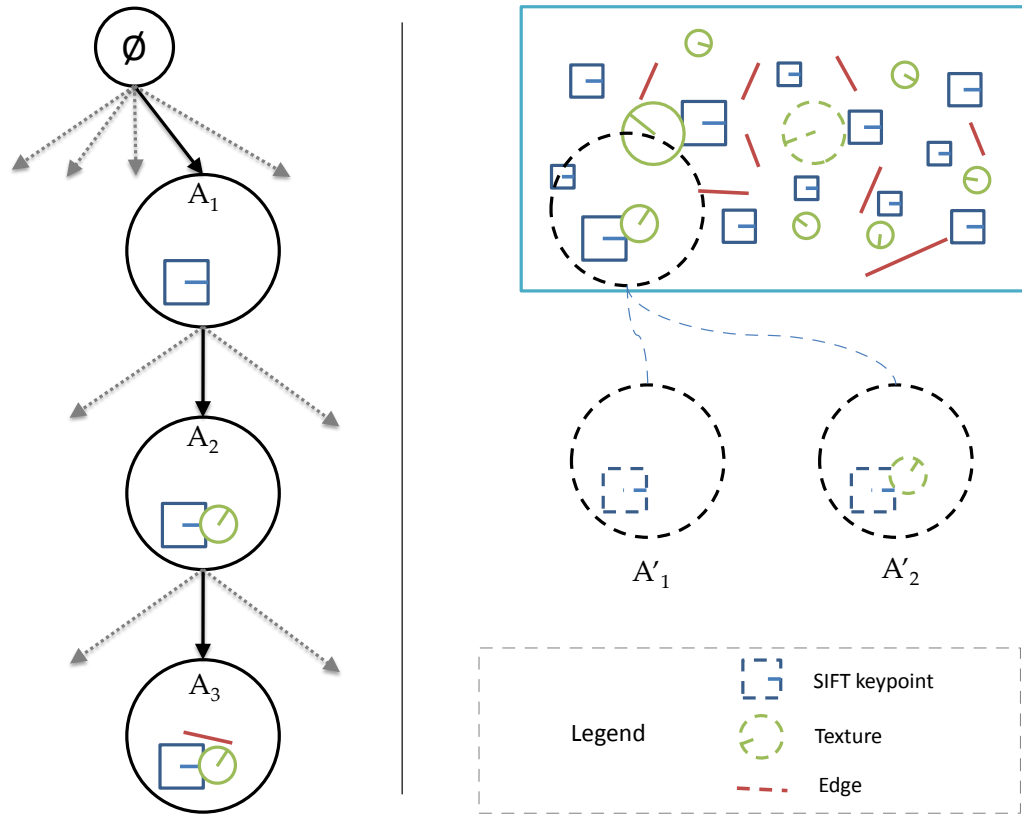 Ø
A1
A2
A3
A′1
A′2
Legend
SIFT keypoint
Texture
Edge